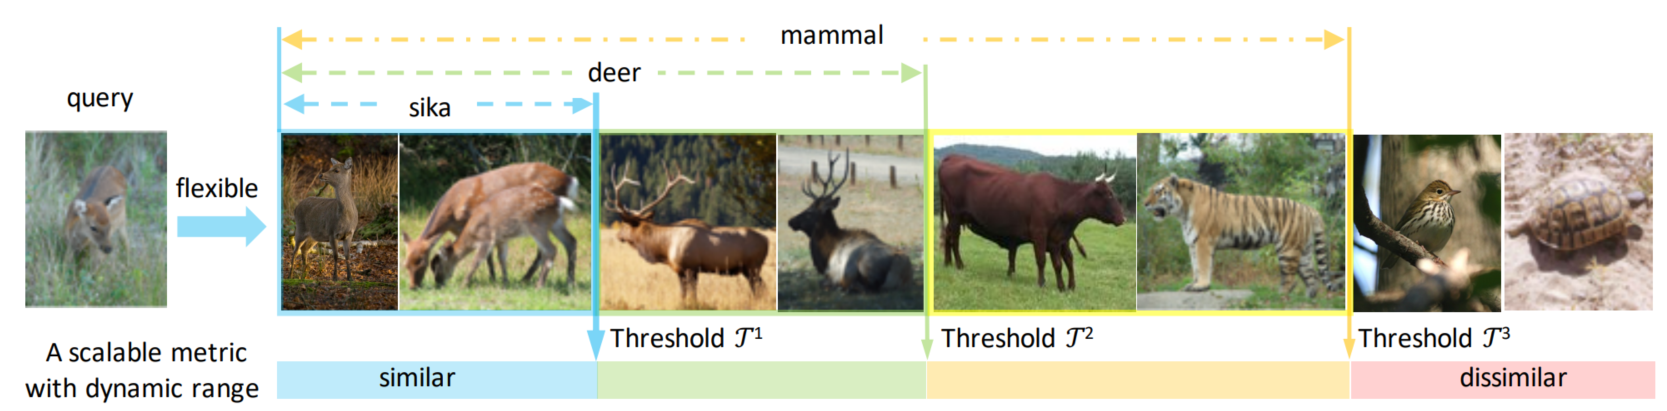 mammal
deer
sika
query
flexible
Threshold 𝒯¹
Threshold 𝒯²
Threshold 𝒯³
A scalable metric
with dynamic range
similar
dissimilar